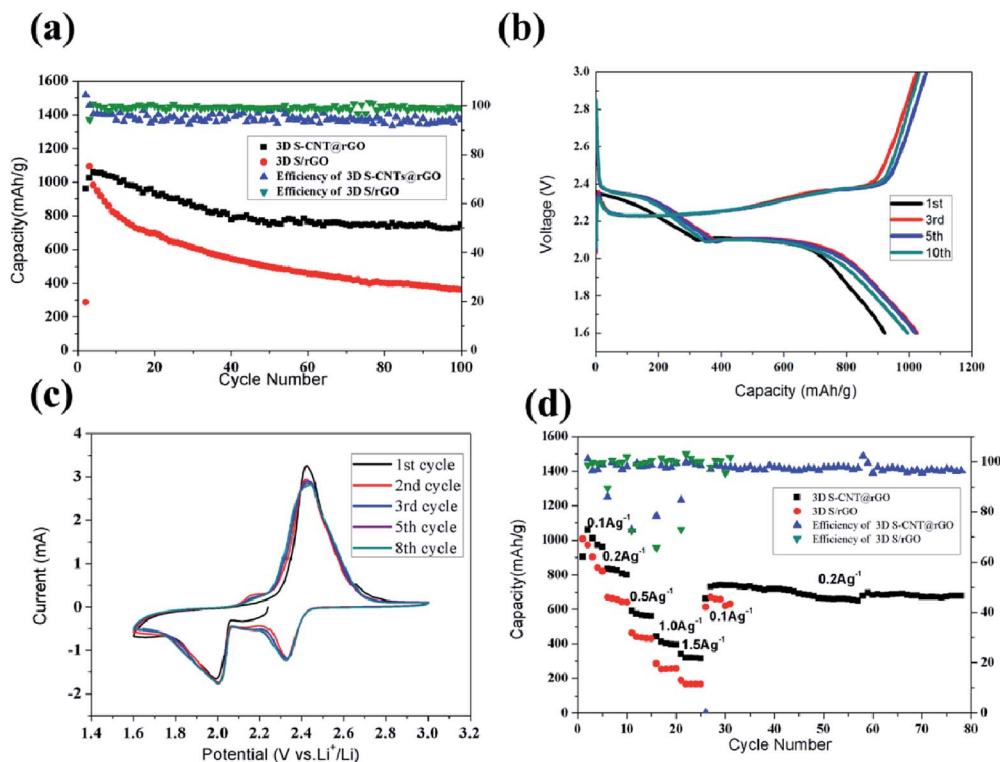 (a)
1600
1400
1200
1000
800
600
400
200
0
Capacity(mAh/g)
0 20 40 60 80 100
Cycle Number
100
80
60
40
20
0
3D S-CNT@rGO
3D S/rGO
Efficiency of 3D S-CNTs@rGO
Efficiency of 3D S/rGO
(b)
3.0
2.8
2.6
2.4
2.2
2.0
1.8
1.6
Voltage (V)
0 200 400 600 800 1000 1200
Capacity (mAh/g)
1st
3rd
5th
10th
(c)
4
3
2
1
0
-1
-2
Current (mA)
1.4 1.6 1.8 2.0 2.2 2.4 2.6 2.8 3.0 3.2
Potential (V vs.Li⁺/Li)
1st cycle
2nd cycle
3rd cycle
5th cycle
8th cycle
(d)
1600
1400
1200
1000
800
600
400
200
0
Capacity(mAh/g)
0 10 20 30 40 50 60 70 80
Cycle Number
100
80
60
40
20
0
3D S-CNT@rGO
3D S/rGO
Efficiency of 3D S-CNT@rGO
Efficiency of 3D S/rGO
0.1Ag⁻¹
0.2Ag⁻¹
0.5Ag⁻¹
1.0Ag⁻¹
1.5Ag⁻¹
0.1Ag⁻¹
0.2Ag⁻¹